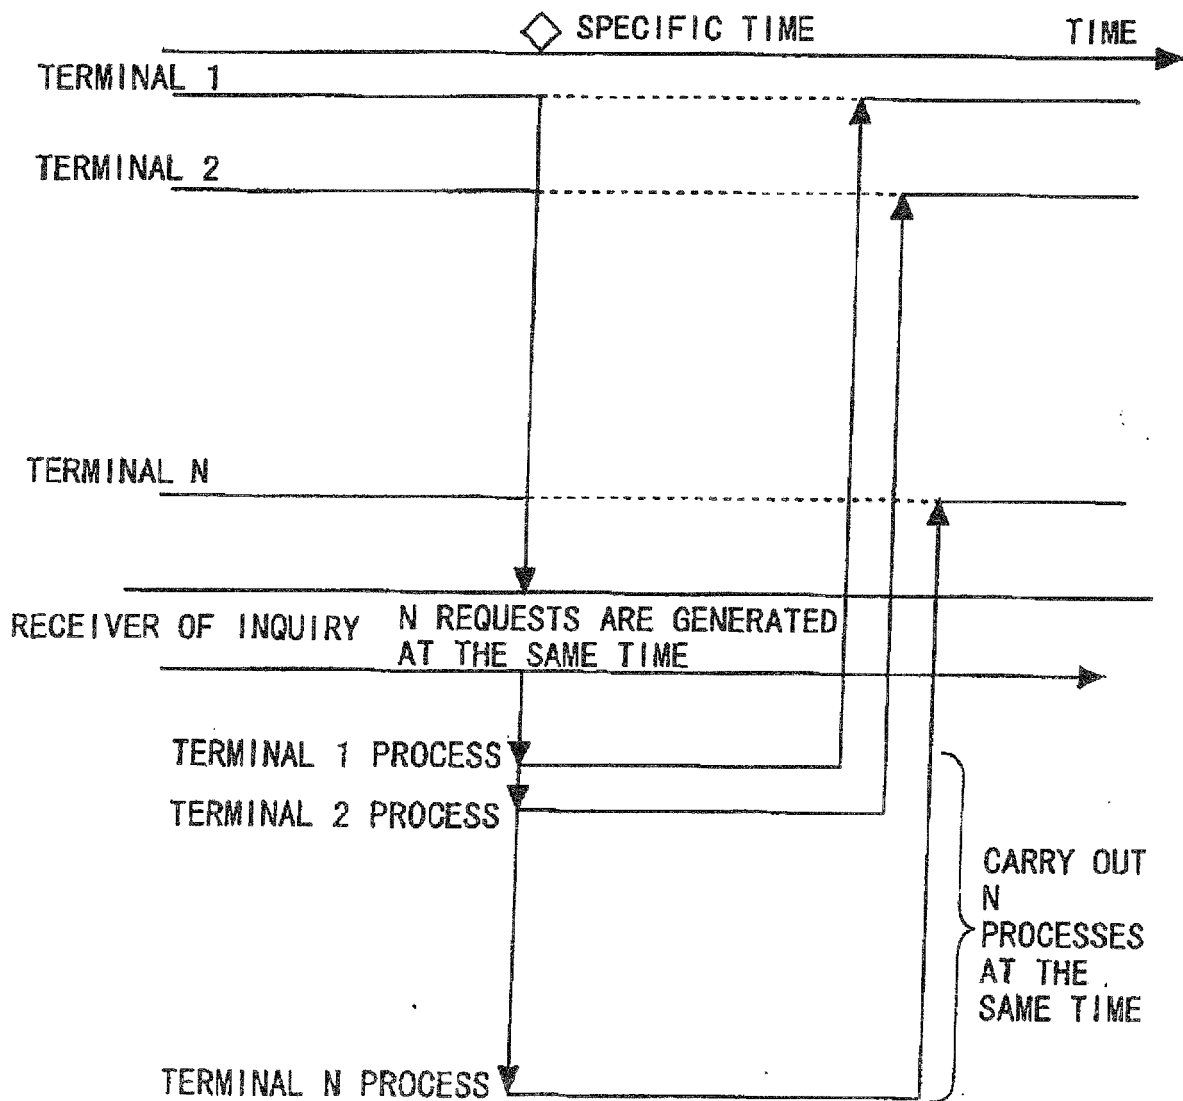 SPECIFIC TIME
TIME
TERMINAL 1
TERMINAL 2
TERMINAL N
RECEIVER OF INQUIRY
N REQUESTS ARE GENERATED
AT THE SAME TIME
TERMINAL 1 PROCESS
TERMINAL 2 PROCESS
CARRY OUT
N
PROCESSES
AT THE
SAME TIME
TERMINAL N PROCESS